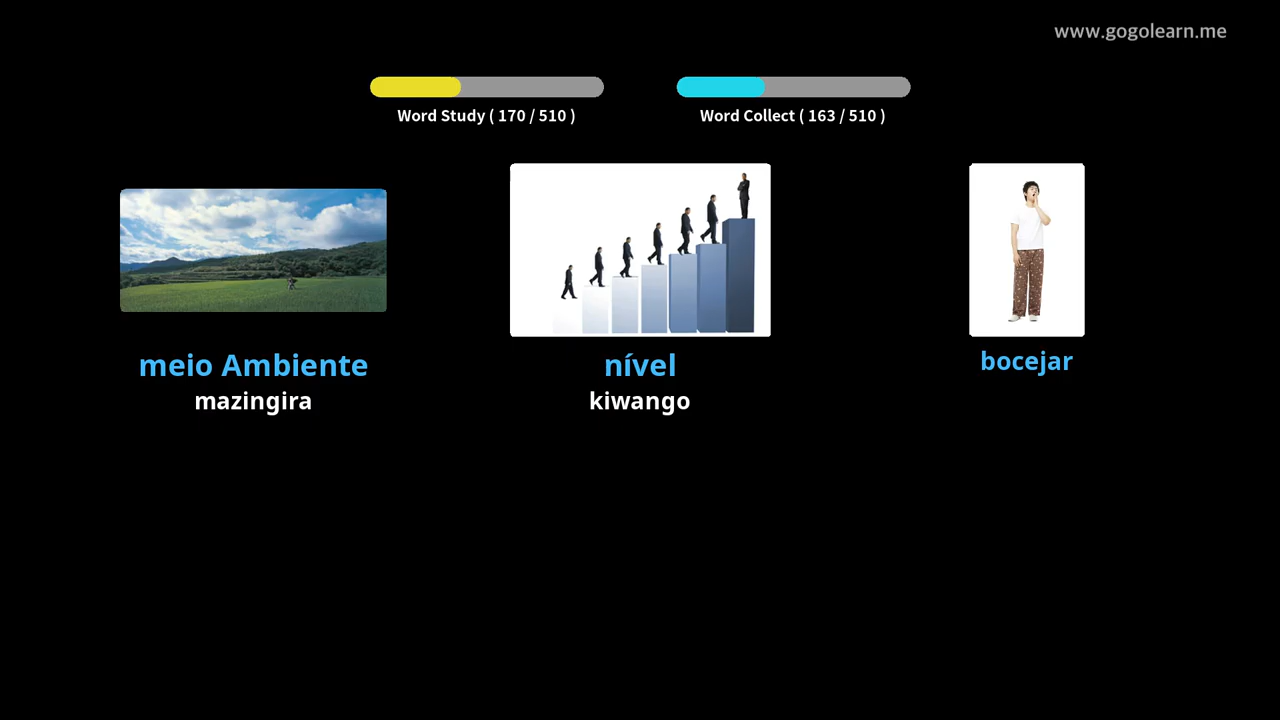 www.gogolearn.me
Word Study ( 170 / 510 )
Word Collect ( 163 / 510 )
meio Ambiente
mazingira
nível
kiwango
bocejar